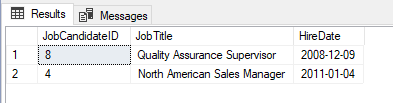 Results Messages
JobCandidateID JobTitle HireDate
1 8 Quality Assurance Supervisor 2008-12-09
2 4 North American Sales Manager 2011-01-04